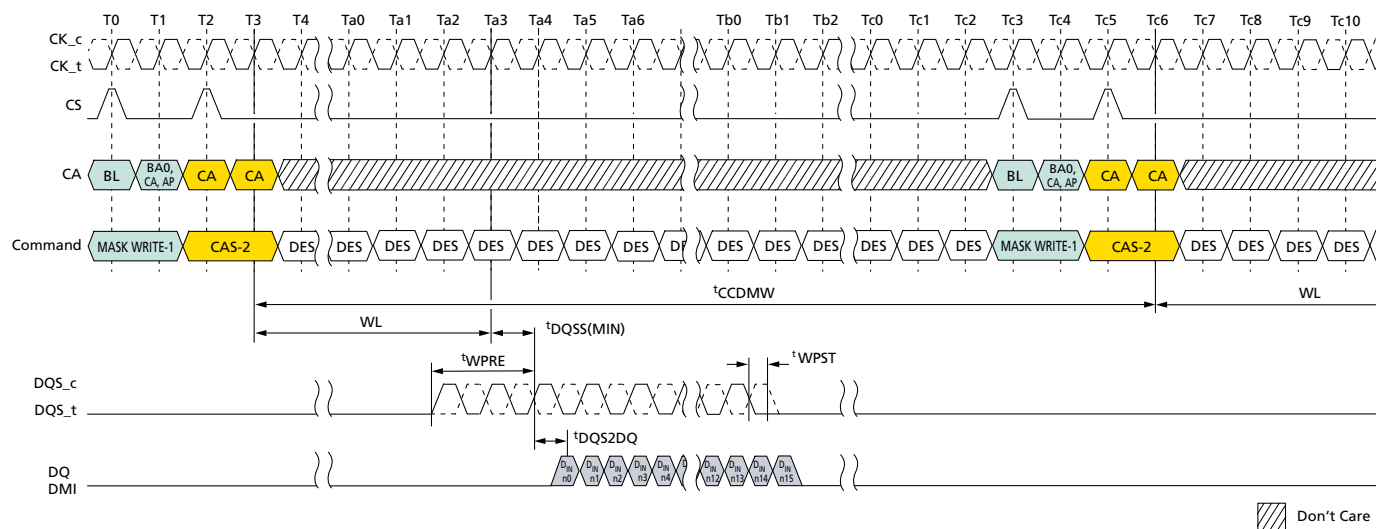 T0 T1 T2 T3 T4 Ta0 Ta1 Ta2 Ta3 Ta4 Ta5 Ta6 Tb0 Tb1 Tb2 Tc0 Tc1 Tc2 Tc3 Tc4 Tc5 Tc6 Tc7 Tc8 Tc9 Tc10
CK_c
CK_t
CS
CA BL BA0, CA, AP CA CA BL BA0, CA, AP CA CA
Command MASK WRITE-1 CAS-2 DES DES DES DES DES DES DES DES DES DES DES DES DES DES MASK WRITE-1 CAS-2 DES DES DES DES
tCCDMW WL
WL tDQSS(MIN)
tWPRE tWPST
DQS_c
DQS_t
tDQS2DQ
DQ
DMI
DIN n0 DIN n1 DIN n2 DIN n3 DIN n4 DIN n12 DIN n13 DIN n14 DIN n15
Don't Care